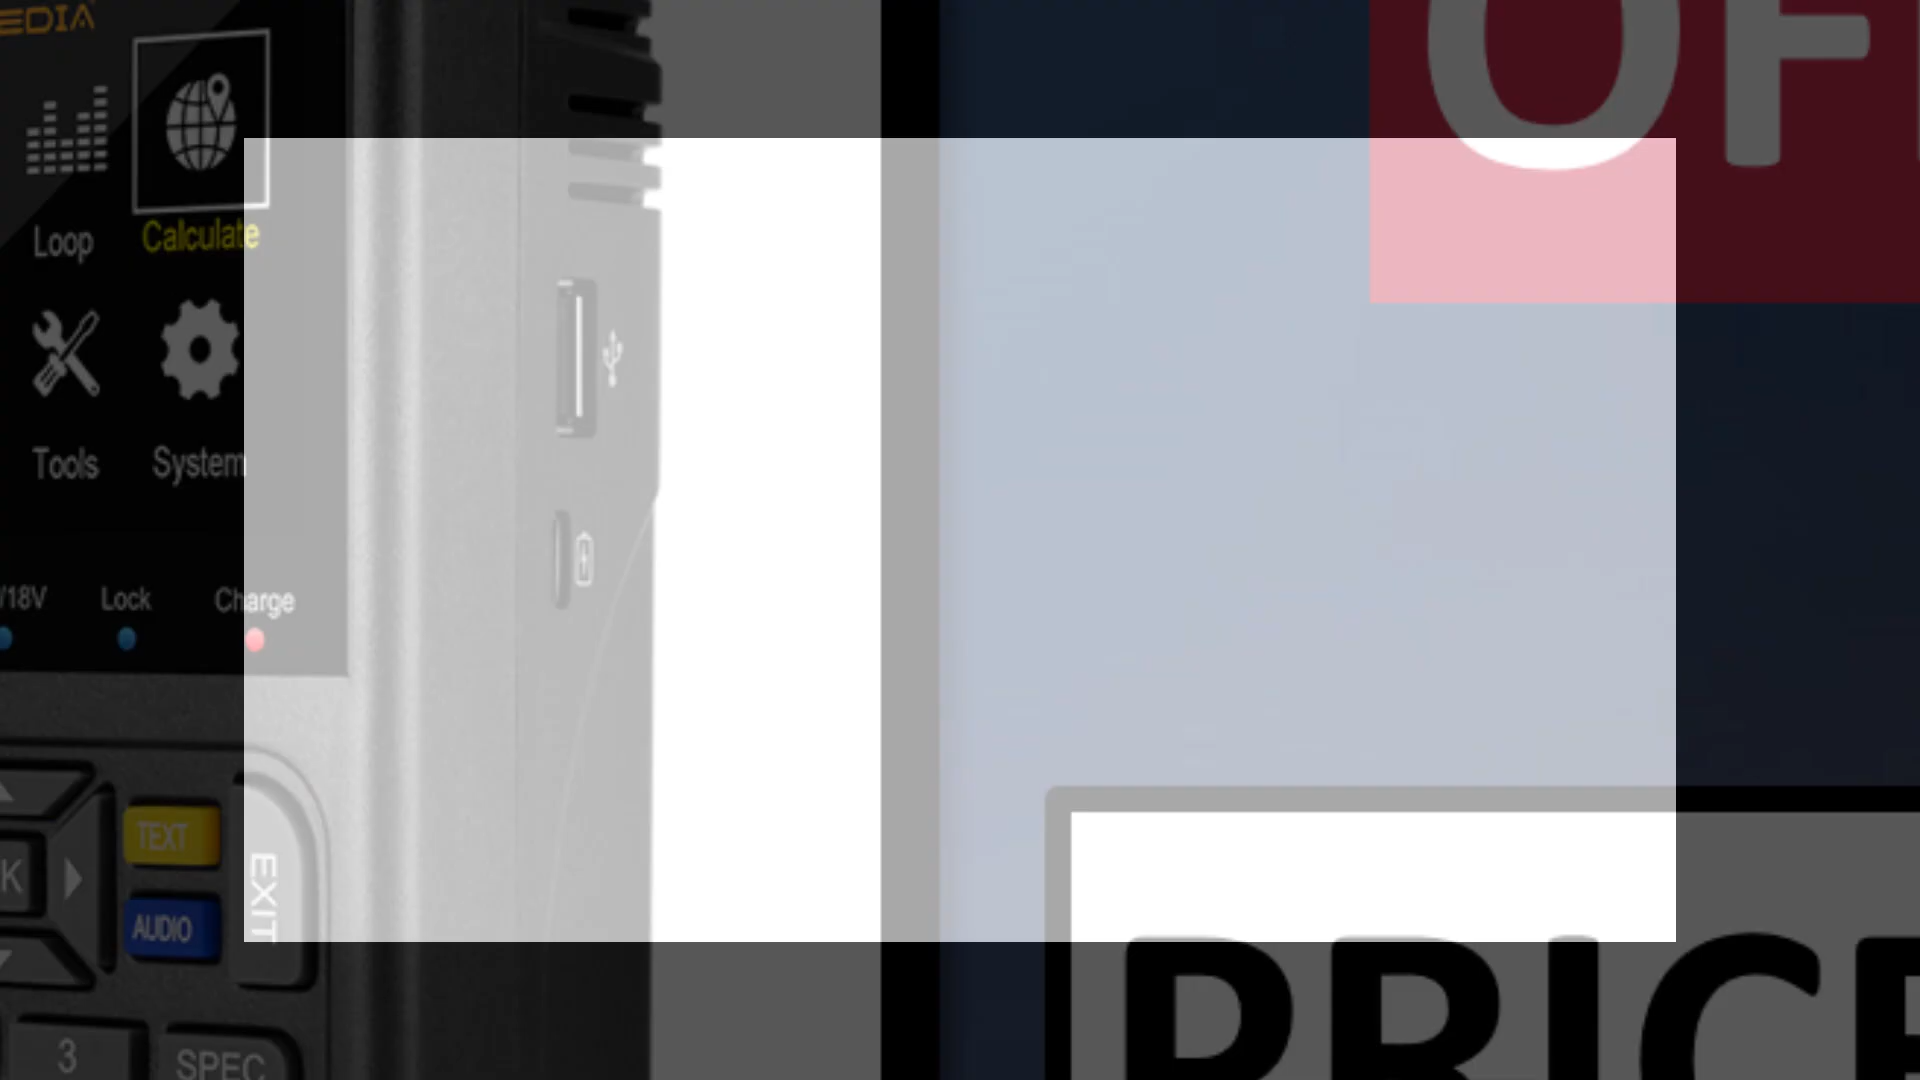 EDIA
OF
Loop Calculate
Tools System
/18V Lock Charge
TEXT
K
AUDIO
EXIT
3 SPEC
PRICE